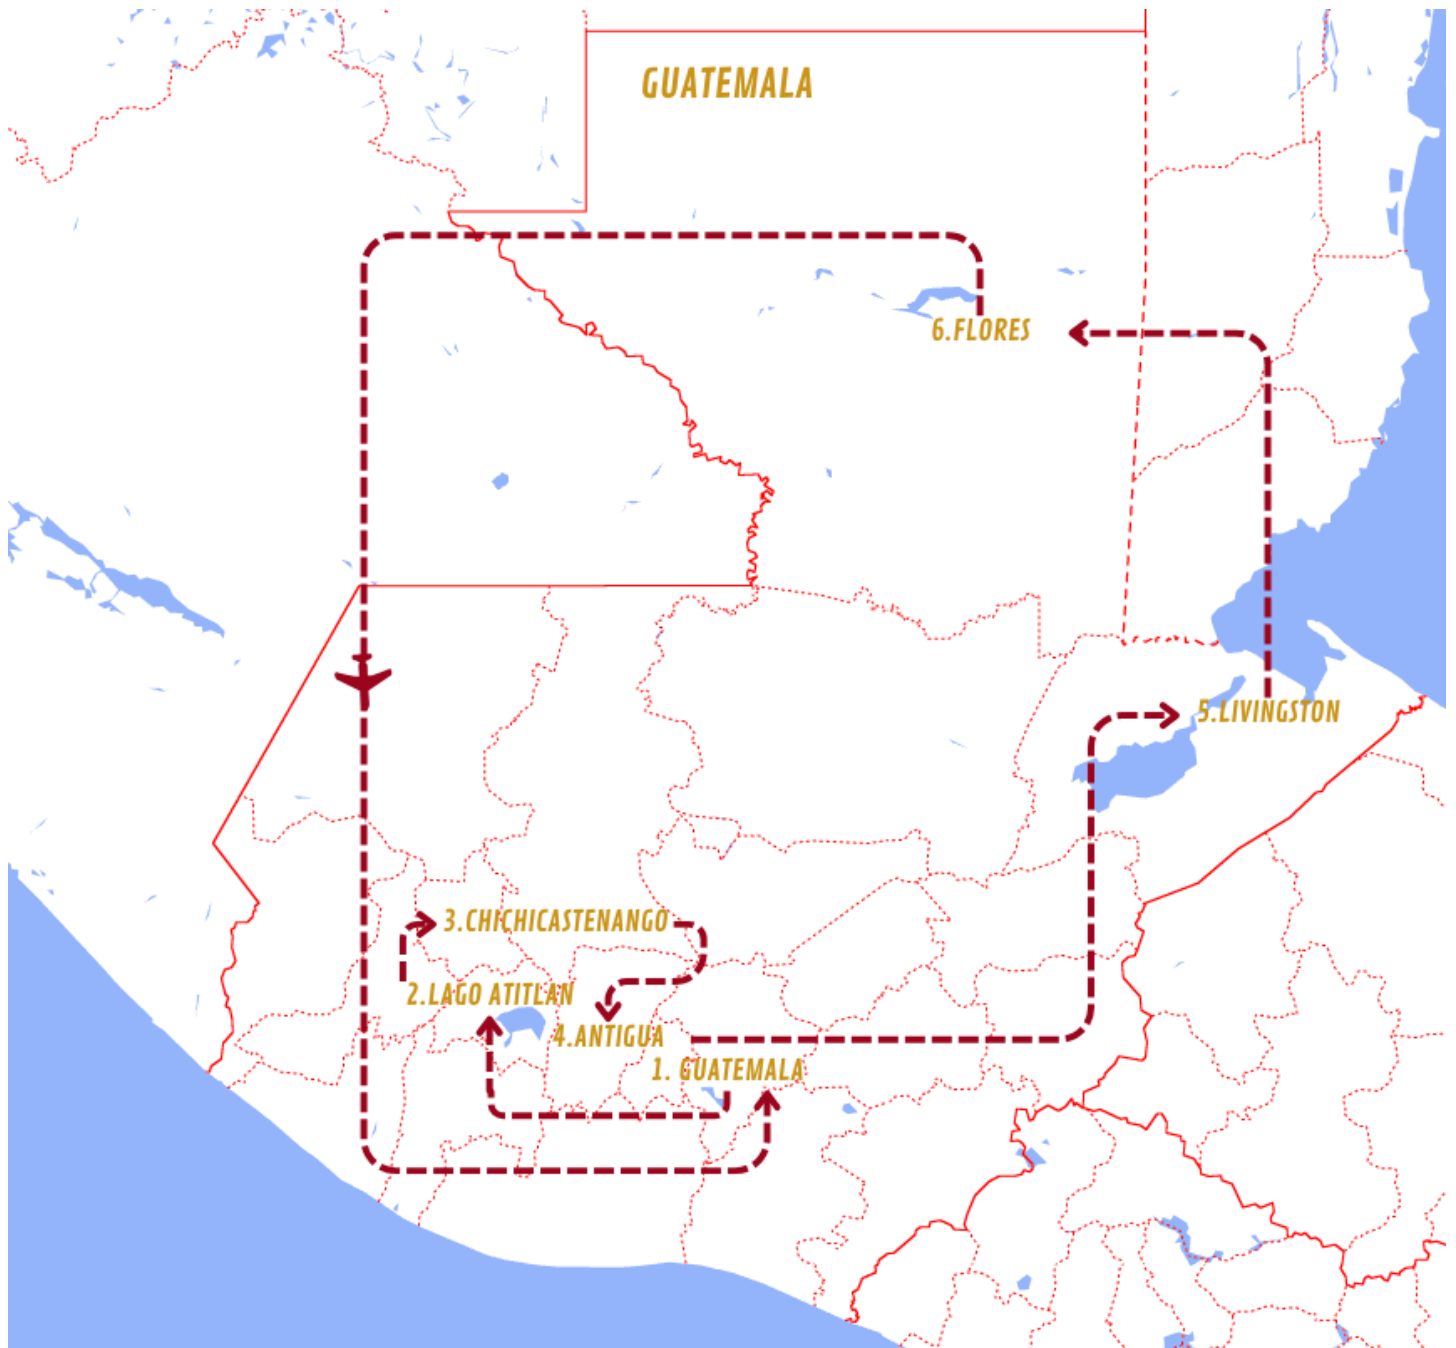 GUATEMALA
6.FLORES
5.LIVINGSTON
3.CHICHICASTENANGO
2.LAGO ATITLAN
4.ANTIGUA
1. GUATEMALA